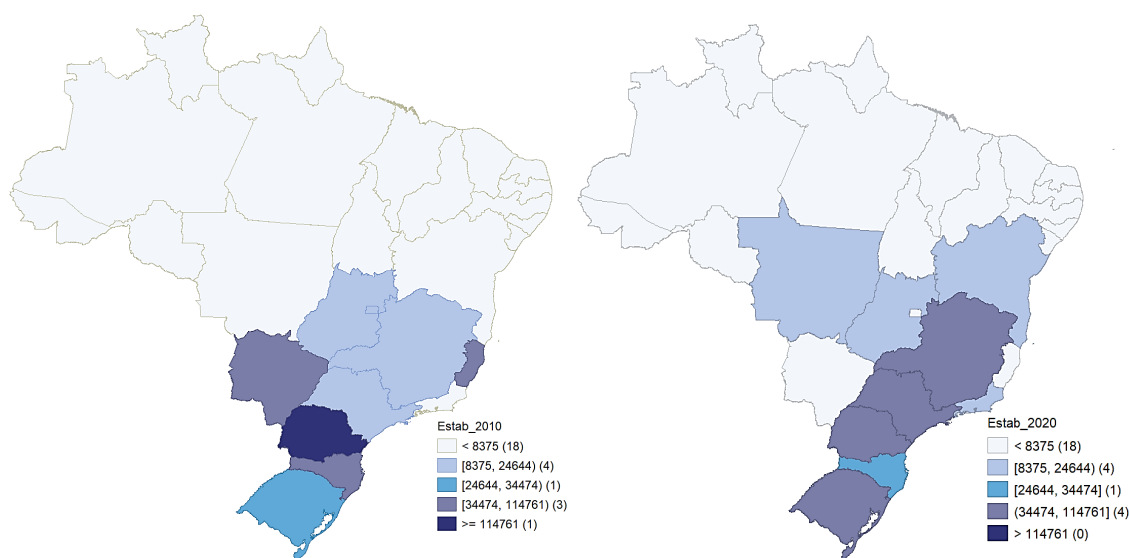 Estab_2010
< 8375 (18)
[8375, 24644) (4)
[24644, 34474) (1)
[34474, 114761) (3)
>= 114761 (1)
Estab_2020
< 8375 (18)
[8375, 24644) (4)
[24644, 34474] (1)
(34474, 114761] (4)
> 114761 (0)